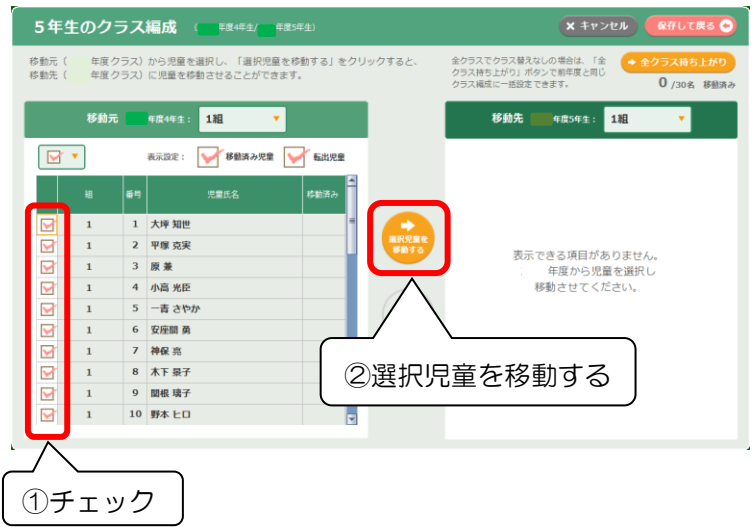 5年生のクラス編成 （ 年度4年生/ 年度5年生）
× キャンセル
保存して戻る
移動元（ 年度クラス）から児童を選択し、「選択児童を移動する」をクリックすると、
移動先（ 年度クラス）に児童を移動させることができます。
全クラスでクラス替えなしの場合は、「全
クラス持ち上がり」ボタンで前年度と同じ
クラス編成に一括設定できます。
全クラス持ち上がり
0 /30名 移動済み
移動元 年度4年生： 1組
移動先 年度5年生： 1組
表示設定： 移動済み児童 転出児童
組 番号 児童氏名 移動済み
1 1 大坪 知世
1 2 平塚 克実
1 3 原 兼
1 4 小高 光臣
1 5 一青 さやか
1 6 安座間 勇
1 7 神保 亮
1 8 木下 景子
1 9 関根 璃子
1 10 野本 ヒロ
選択児童を
移動する
表示できる項目がありません。
年度から児童を選択し
移動させてください。
②選択児童を移動する
①チェック